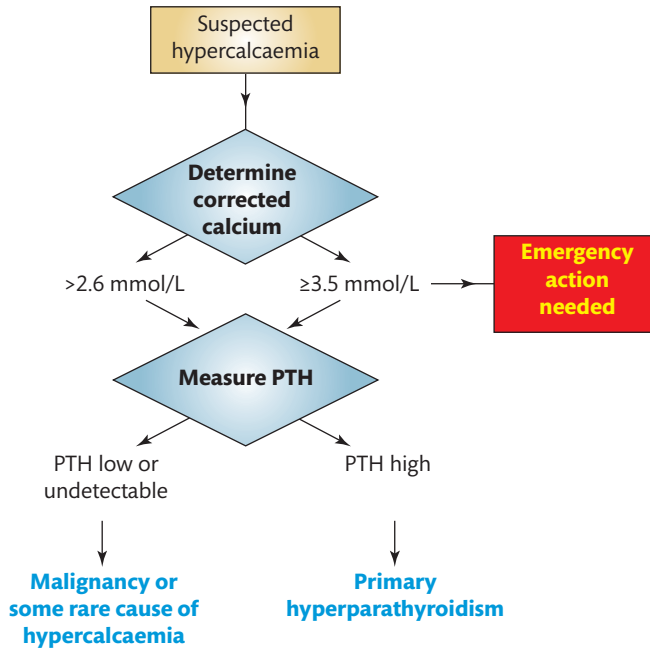 Suspected
hypercalcaemia
Determine
corrected
calcium
>2.6 mmol/L
≥3.5 mmol/L
Emergency
action
needed
Measure PTH
PTH low or
undetectable
PTH high
Malignancy or
some rare cause of
hypercalcaemia
Primary
hyperparathyroidism